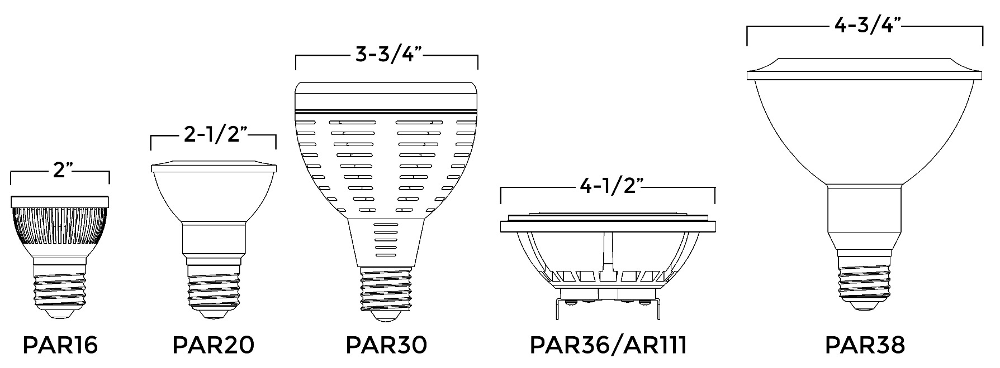 2”
2-1/2”
3-3/4”
4-1/2”
4-3/4”
PAR16
PAR20
PAR30
PAR36/AR111
PAR38